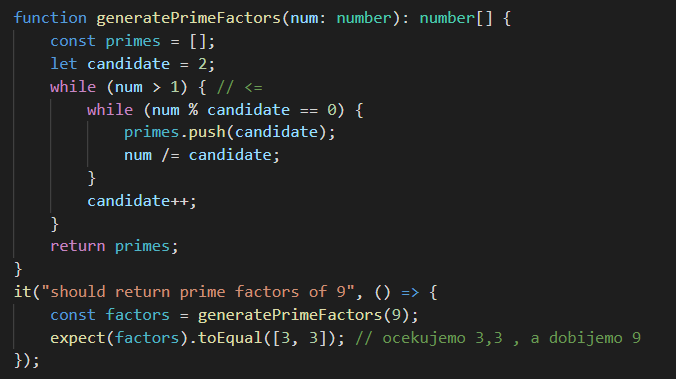 function generatePrimeFactors(num: number): number[] {
    const primes = [];
    let candidate = 2;
    while (num > 1) { // <=
        while (num % candidate == 0) {
            primes.push(candidate);
            num /= candidate;
        }
        candidate++;
    }
    return primes;
}
it("should return prime factors of 9", () => {
    const factors = generatePrimeFactors(9);
    expect(factors).toEqual([3, 3]); // ocekujemo 3,3 , a dobijemo 9
});